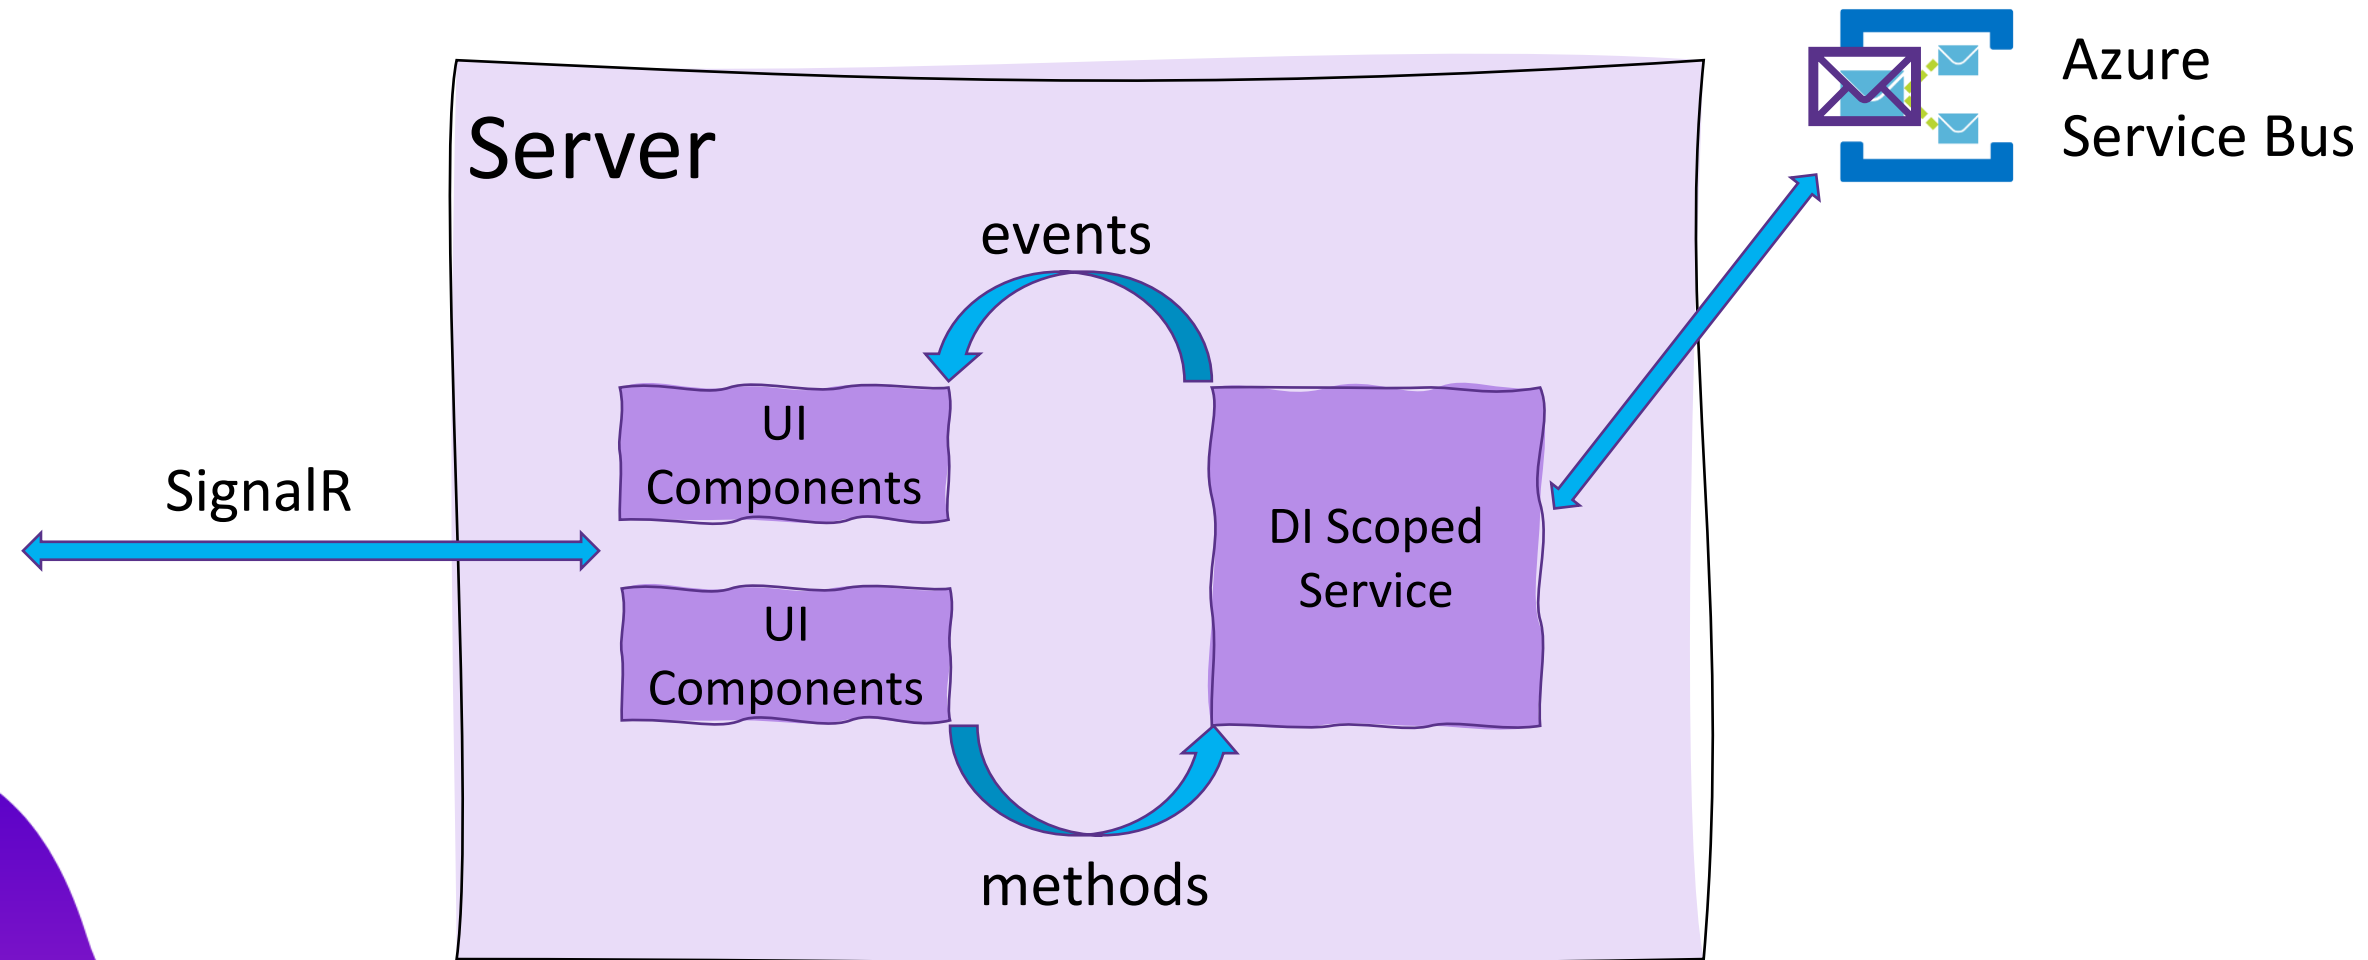 Server
events
UI
Components
SignalR
UI
Components
DI Scoped
Service
methods
Azure
Service Bus